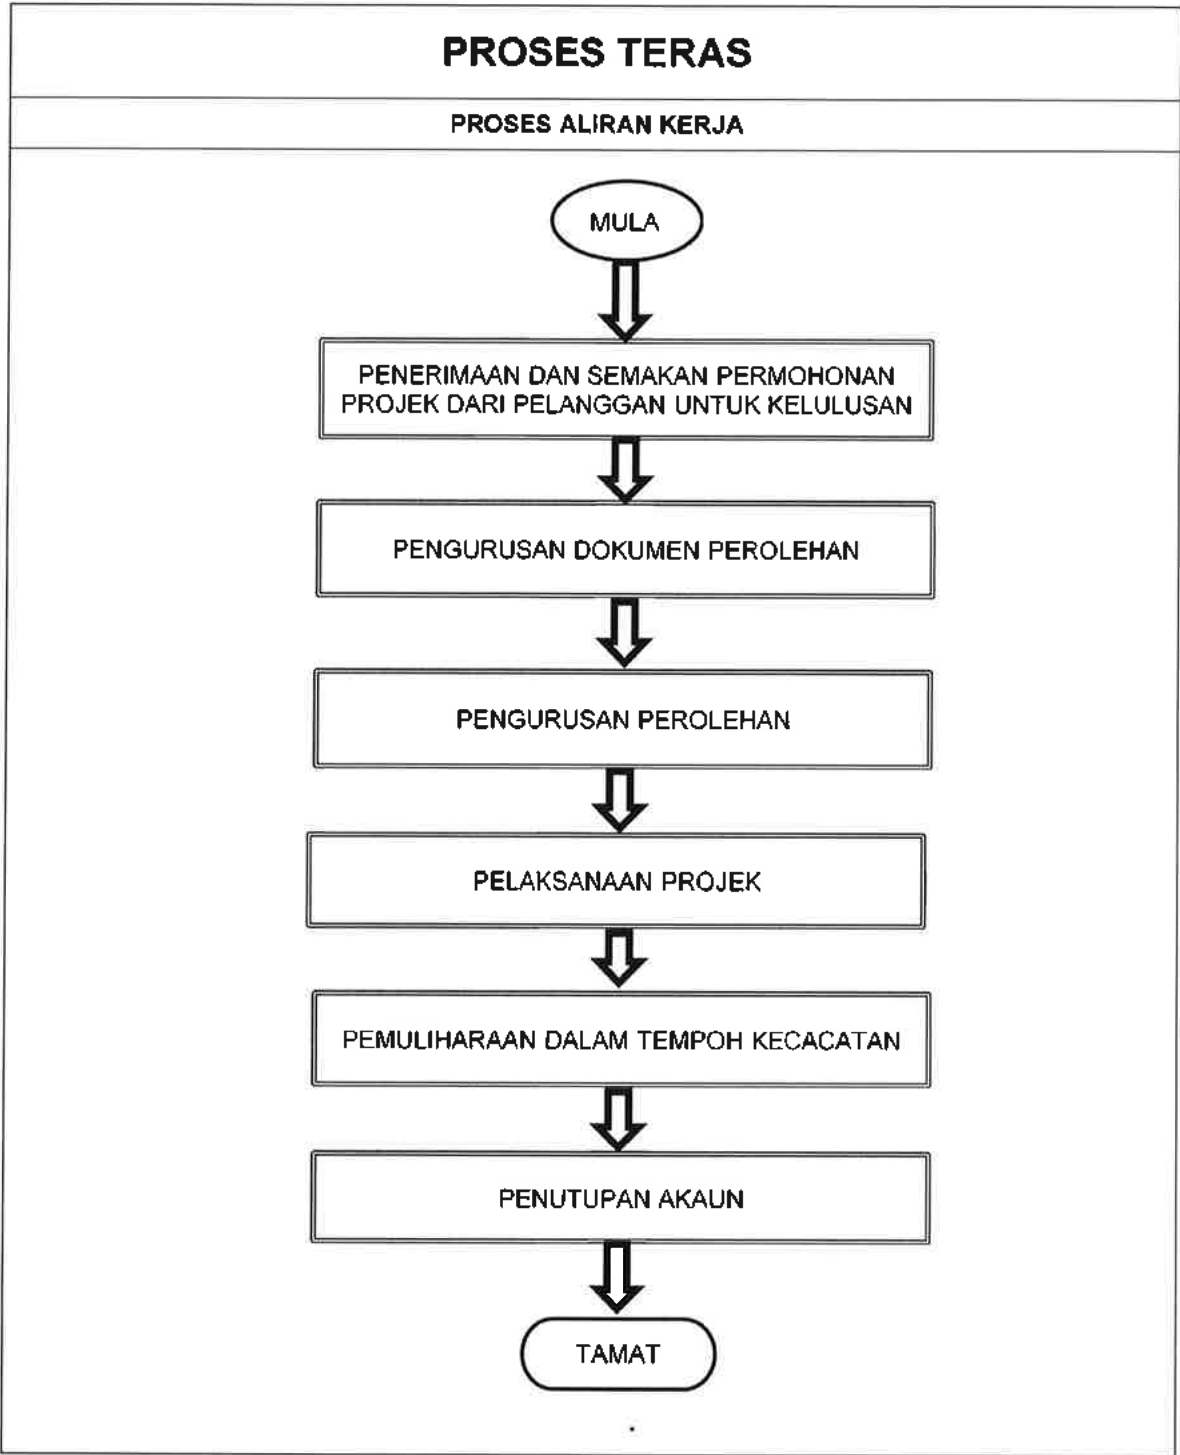 PROSES TERAS
PROSES ALIRAN KERJA
MULA
PENERIMAAN DAN SEMAKAN PERMOHONAN
PROJEK DARI PELANGGAN UNTUK KELULUSAN
PENGURUSAN DOKUMEN PEROLEHAN
PENGURUSAN PEROLEHAN
PELAKSANAAN PROJEK
PEMULIHARAAN DALAM TEMPOH KECACATAN
PENUTUPAN AKAUN
TAMAT